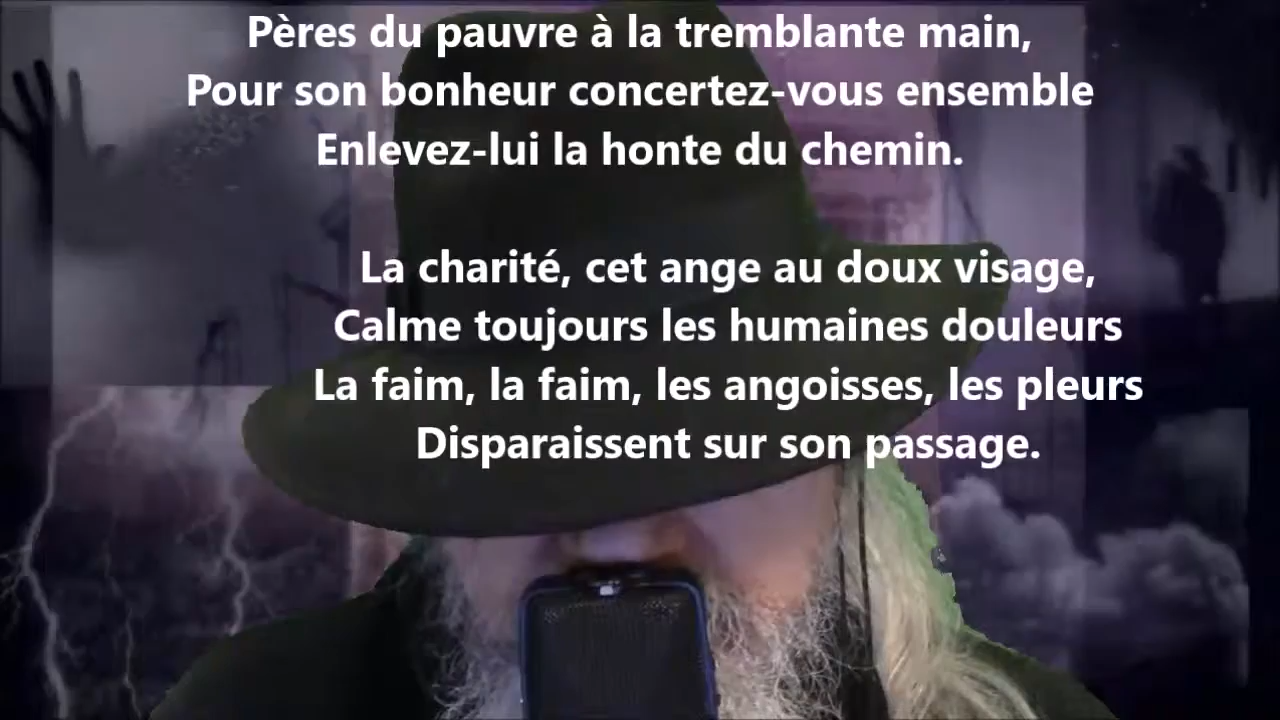 Pères du pauvre à la tremblante main,
Pour son bonheur concertez-vous ensemble
Enlevez-lui la honte du chemin.
La charité, cet ange au doux visage,
Calme toujours les humaines douleurs
La faim, la faim, les angoisses, les pleurs
Disparaissent sur son passage.